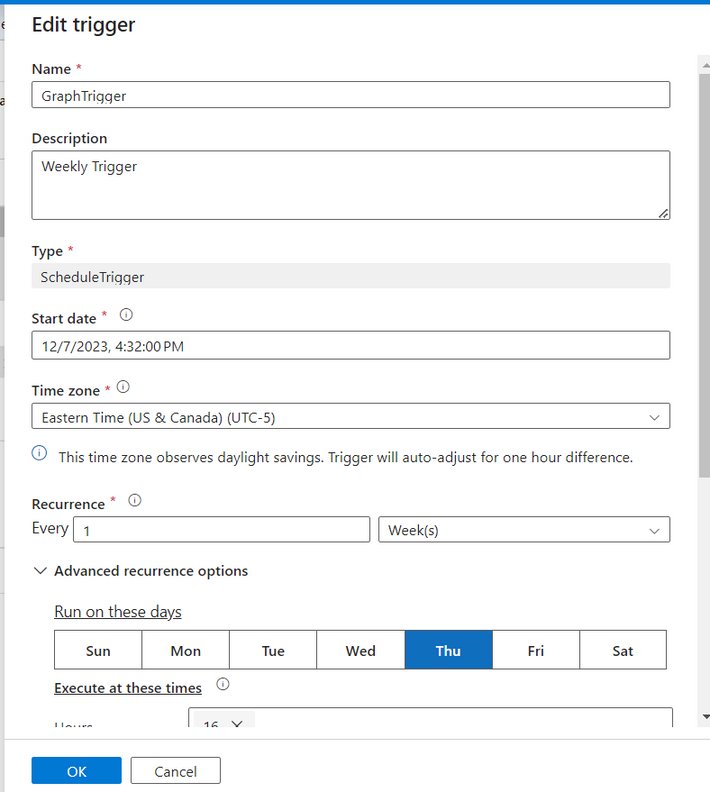 Edit trigger
Name *
GraphTrigger
Description
Weekly Trigger
Type *
ScheduleTrigger
Start date *
12/7/2023, 4:32:00 PM
Time zone *
Eastern Time (US & Canada) (UTC-5)
This time zone observes daylight savings. Trigger will auto-adjust for one hour difference.
Recurrence *
Every 1 Week(s)
Advanced recurrence options
Run on these days
Sun Mon Tue Wed Thu Fri Sat
Execute at these times
Hours 16
OK Cancel